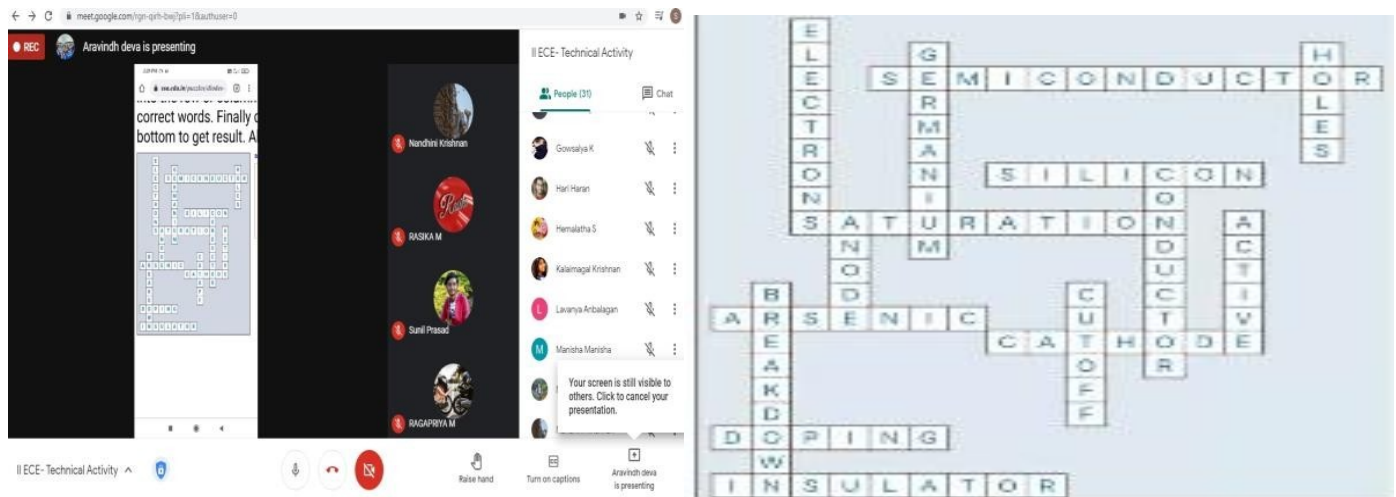 meet.google.com/rgn-qirh-bwj?pli=1&authuser=0
REC
Aravindh deva is presenting
correct words. Finally
bottom to get result. A
Nandhini Krishnan
RASIKA M
Sunil Prasad
RAGAPRIYA M
II ECE- Technical Activity
People (31)
Chat
Gowsalya K
Hari Haran
Hemalatha S
Kalaimagal Krishnan
Lavanya Anbalagan
Manisha Manisha
Your screen is still visible to
others. Click to cancel your
presentation.
II ECE- Technical Activity
Raise hand
Turn on captions
Aravindh deva
is presenting
ELECTRONS
GERMANIUM
HOLES
SEMICONDUCTOR
SILICON
CONDUCTOR
SATURATION
ACTIVE
ANODE
BREAKDOWN
ARSENIC
CUTOFF
CATHODE
DOPING
INSULATOR